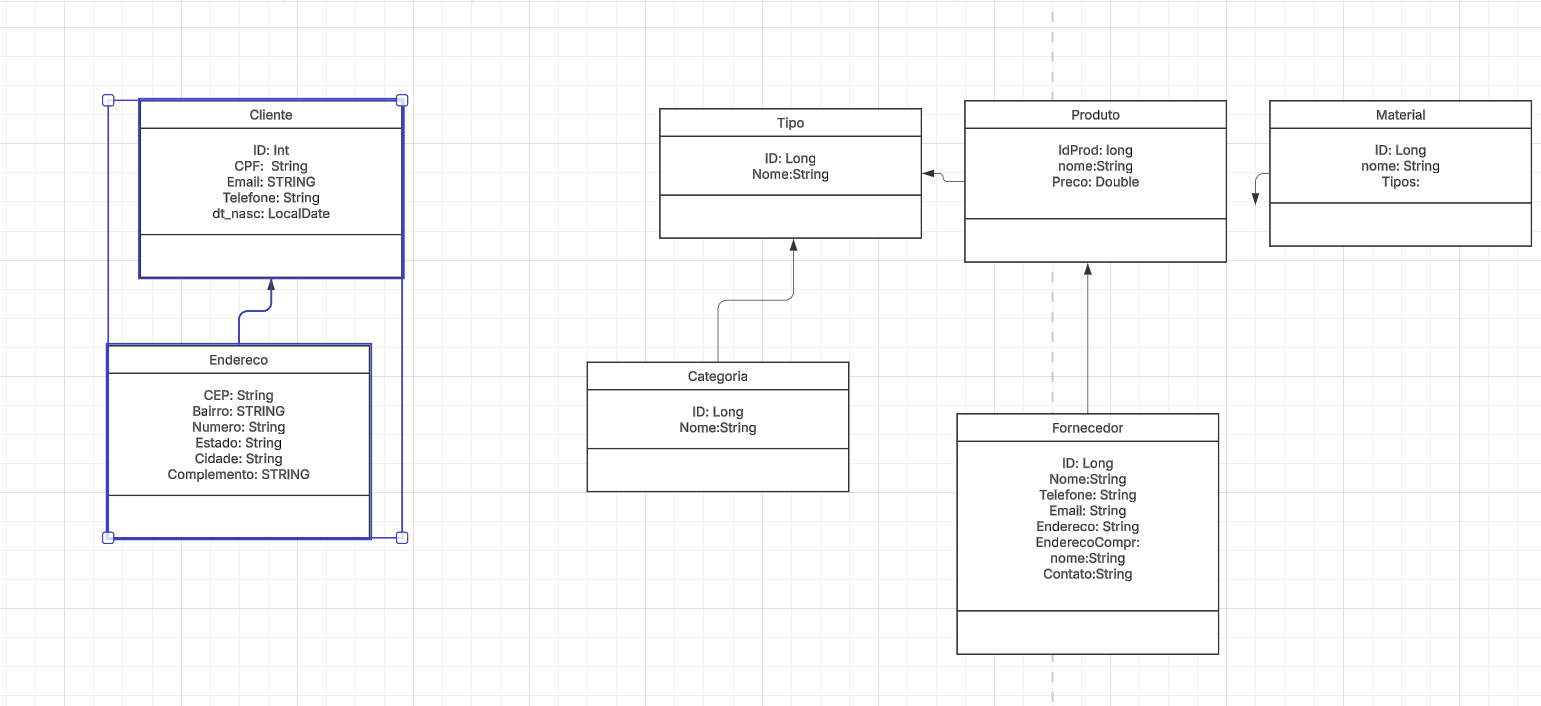 Cliente
ID: Int
CPF:  String
Email: STRING
Telefone: String
dt_nasc: LocalDate
Endereco
CEP: String
Bairro: STRING
Numero: String
Estado: String
Cidade: String
Complemento: STRING
Tipo
ID: Long
Nome:String
Categoria
ID: Long
Nome:String
Produto
IdProd: long
nome:String
Preco: Double
Fornecedor
ID: Long
Nome:String
Telefone: String
Email: String
Endereco: String
EnderecoCompr:
nome:String
Contato:String
Material
ID: Long
nome: String
Tipos: